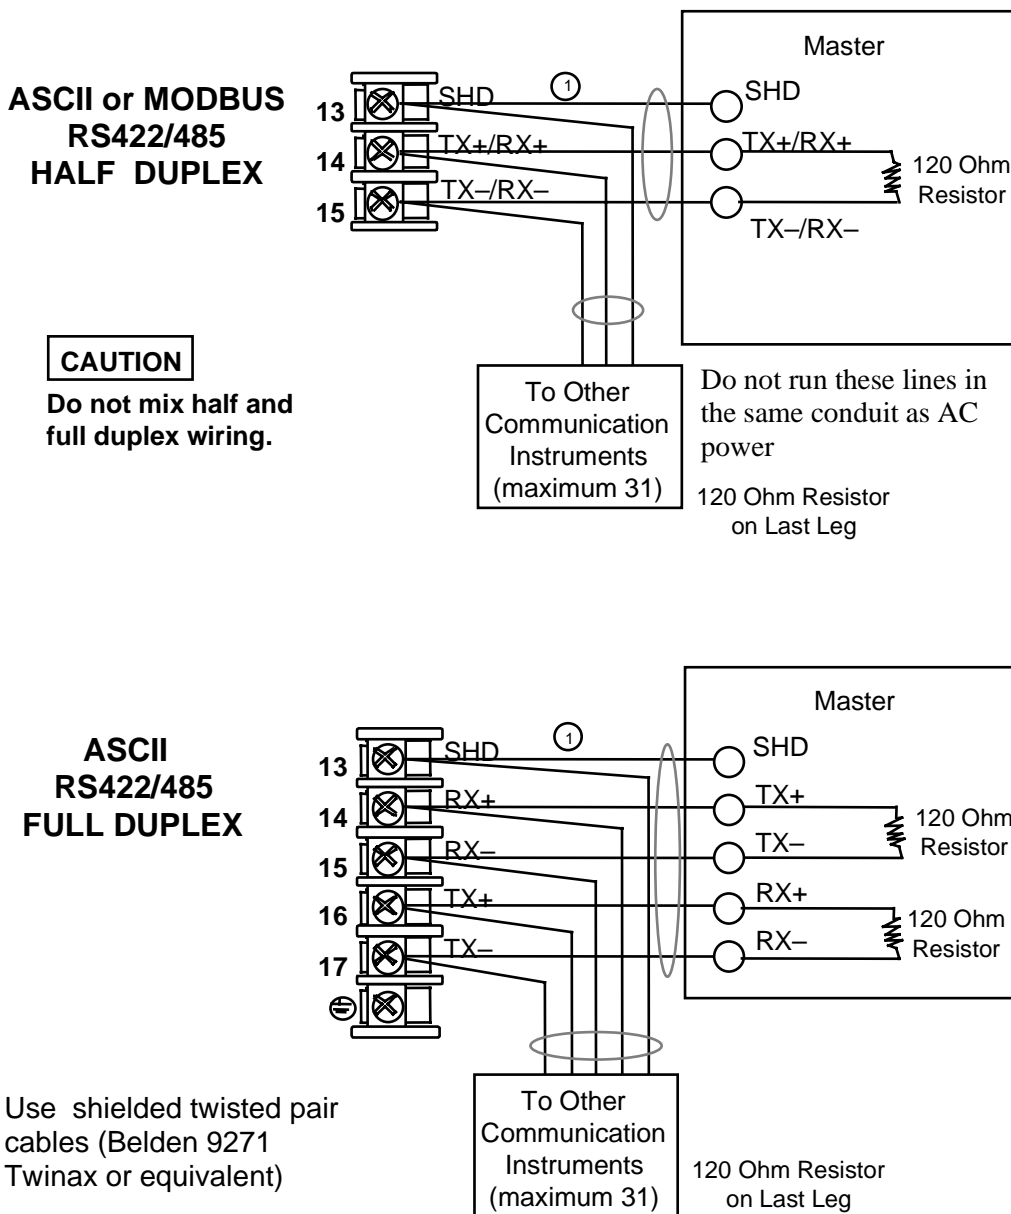 ASCII or MODBUS
RS422/485
HALF DUPLEX
13
14
15
SHD
TX+/RX+
TX–/RX–
1
Master
SHD
TX+/RX+
TX–/RX–
120 Ohm
Resistor
CAUTION
Do not mix half and
full duplex wiring.
To Other
Communication
Instruments
(maximum 31)
Do not run these lines in
the same conduit as AC
power
120 Ohm Resistor
on Last Leg
ASCII
RS422/485
FULL DUPLEX
13
14
15
16
17
SHD
RX+
RX–
TX+
TX–
1
Master
SHD
TX+
TX–
RX+
RX–
120 Ohm
Resistor
120 Ohm
Resistor
Use shielded twisted pair
cables (Belden 9271
Twinax or equivalent)
To Other
Communication
Instruments
(maximum 31)
120 Ohm Resistor
on Last Leg